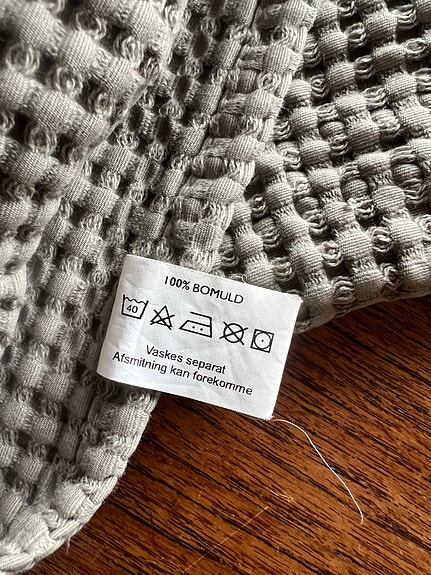 100% BOMULD
40
Vaskes separat
Afsmitning kan forekomme